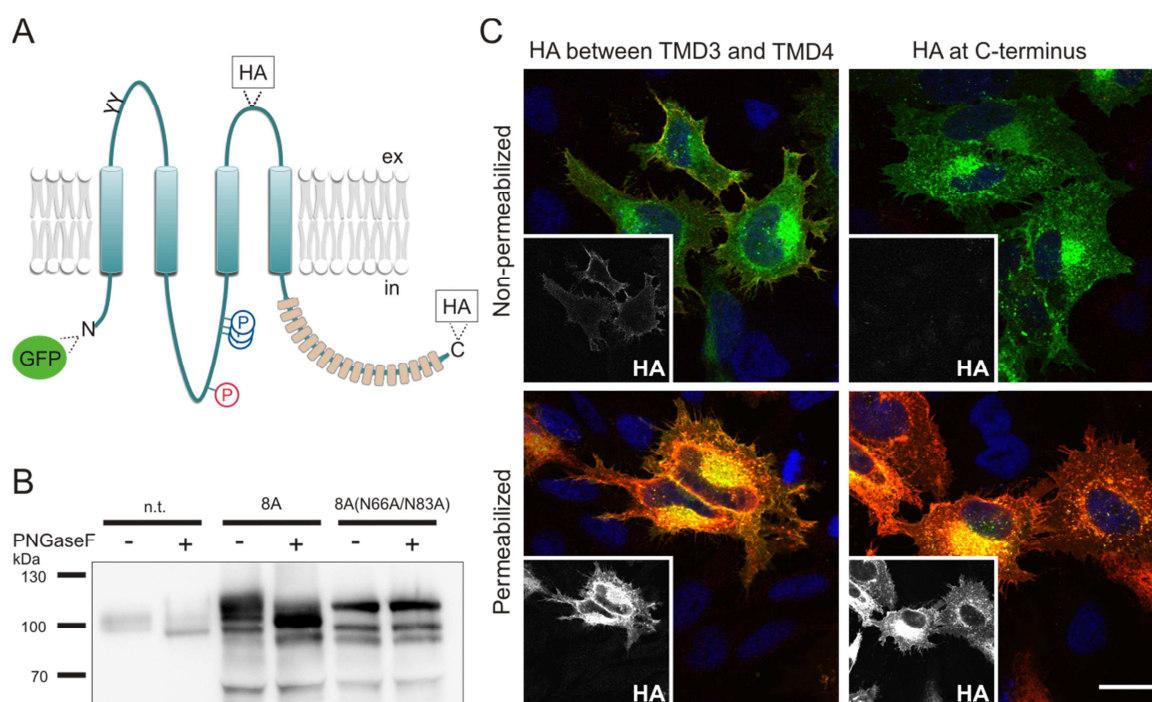 A
HA
YY
ex
in
HA
N
C
GFP
P
P
B
n.t.
8A
8A(N66A/N83A)
PNGaseF - + - + - +
kDa
130
100
70
C
HA between TMD3 and TMD4
HA at C-terminus
Non-permeabilized
HA
HA
Permeabilized
HA
HA